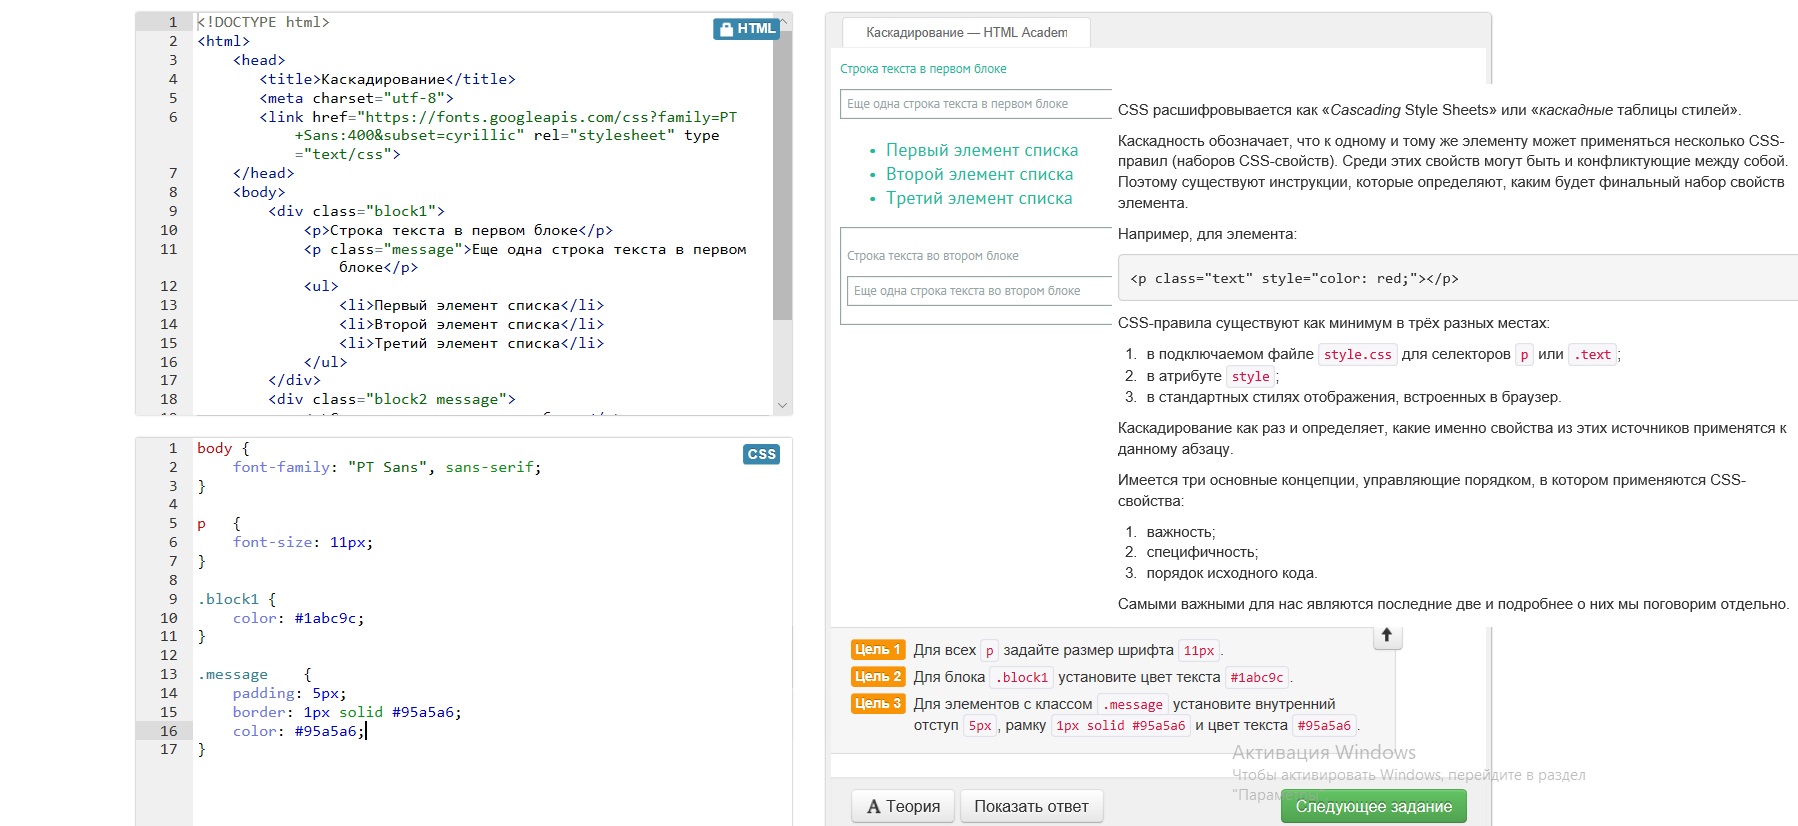 1 <!DOCTYPE html>
HTML
2 <html>
3 <head>
4 <title>Каскадирование</title>
5 <meta charset="utf-8">
6 <link href="https://fonts.googleapis.com/css?family=PT
+Sans:400&subset=cyrillic" rel="stylesheet" type
="text/css">
7 </head>
8 <body>
9 <div class="block1">
10 <p>Строка текста в первом блоке</p>
11 <p class="message">Еще одна строка текста в первом
блоке</p>
12 <ul>
13 <li>Первый элемент списка</li>
14 <li>Второй элемент списка</li>
15 <li>Третий элемент списка</li>
16 </ul>
17 </div>
18 <div class="block2 message">
CSS
1 body {
2 font-family: "PT Sans", sans-serif;
3 }
4
5 p {
6 font-size: 11px;
7 }
8
9 .block1 {
10 color: #1abc9c;
11 }
12
13 .message {
14 padding: 5px;
15 border: 1px solid #95a5a6;
16 color: #95a5a6;
17 }
Каскадирование — HTML Academ
Строка текста в первом блоке
Еще одна строка текста в первом блоке
• Первый элемент списка
• Второй элемент списка
• Третий элемент списка
Строка текста во втором блоке
Еще одна строка текста во втором блоке
CSS расшифровывается как «Cascading Style Sheets» или «каскадные таблицы стилей».
Каскадность обозначает, что к одному и тому же элементу может применяться несколько CSS-
правил (наборов CSS-свойств). Среди этих свойств могут быть и конфликтующие между собой.
Поэтому существуют инструкции, которые определяют, каким будет финальный набор свойств
элемента.
Например, для элемента:
<p class="text" style="color: red;"></p>
CSS-правила существуют как минимум в трёх разных местах:
1. в подключаемом файле style.css для селекторов p или .text;
2. в атрибуте style;
3. в стандартных стилях отображения, встроенных в браузер.
Каскадирование как раз и определяет, какие именно свойства из этих источников применятся к
данному абзацу.
Имеется три основные концепции, управляющие порядком, в котором применяются CSS-
свойства:
1. важность;
2. специфичность;
3. порядок исходного кода.
Самыми важными для нас являются последние две и подробнее о них мы поговорим отдельно.
Цель 1 Для всех p задайте размер шрифта 11px.
Цель 2 Для блока .block1 установите цвет текста #1abc9c.
Цель 3 Для элементов с классом .message установите внутренний
отступ 5px, рамку 1px solid #95a5a6 и цвет текста #95a5a6.
Активация Windows
Чтобы активировать Windows, перейдите в раздел
A Теория
Показать ответ
Следующее задание